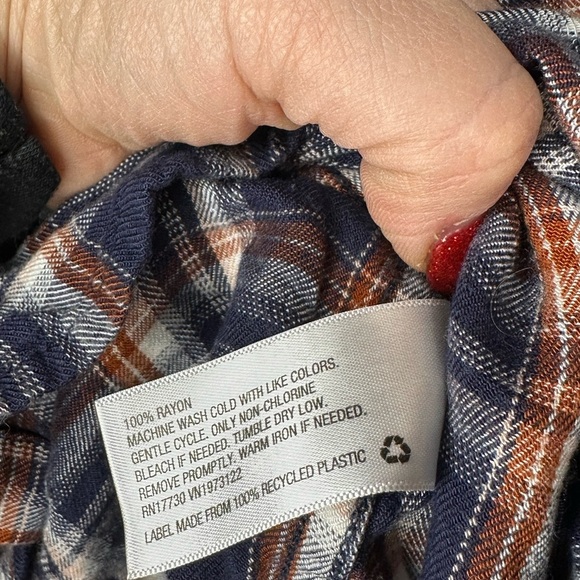 100% RAYON
MACHINE WASH COLD WITH LIKE COLORS.
GENTLE CYCLE. ONLY NON-CHLORINE
BLEACH IF NEEDED. TUMBLE DRY LOW.
REMOVE PROMPTLY. WARM IRON IF NEEDED.
RN17730 VN1973122
LABEL MADE FROM 100% RECYCLED PLASTIC